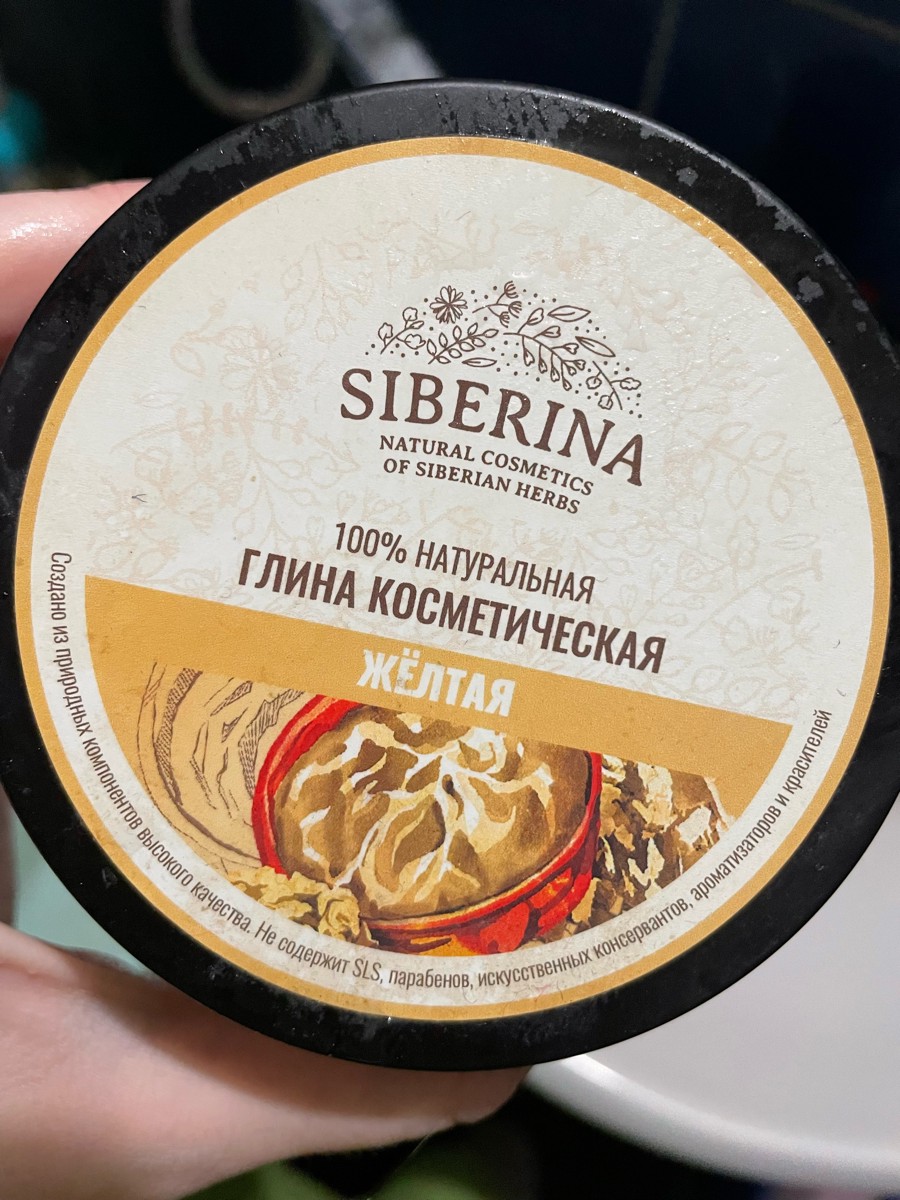 SIBERINA
NATURAL COSMETICS
OF SIBERIAN HERBS
100% НАТУРАЛЬНАЯ
ГЛИНА КОСМЕТИЧЕСКАЯ
ЖЁЛТАЯ
Создано из природных компонентов высокого качества. Не содержит SLS, парабенов, искусственных консервантов, ароматизаторов и красителей